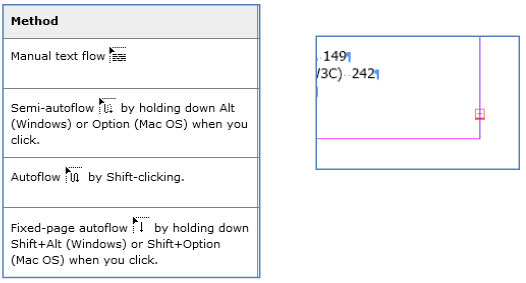 Method
Manual text flow
Semi-autoflow by holding down Alt
(Windows) or Option (Mac OS) when you
click.
Autoflow by Shift-clicking.
Fixed-page autoflow by holding down
Shift+Alt (Windows) or Shift+Option
(Mac OS) when you click.
149¶
/3C) 242¶